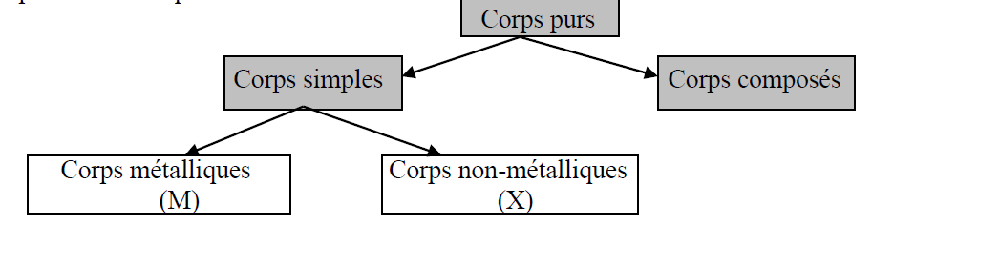 Corps purs
Corps simples
Corps composés
Corps métalliques
(M)
Corps non-métalliques
(X)